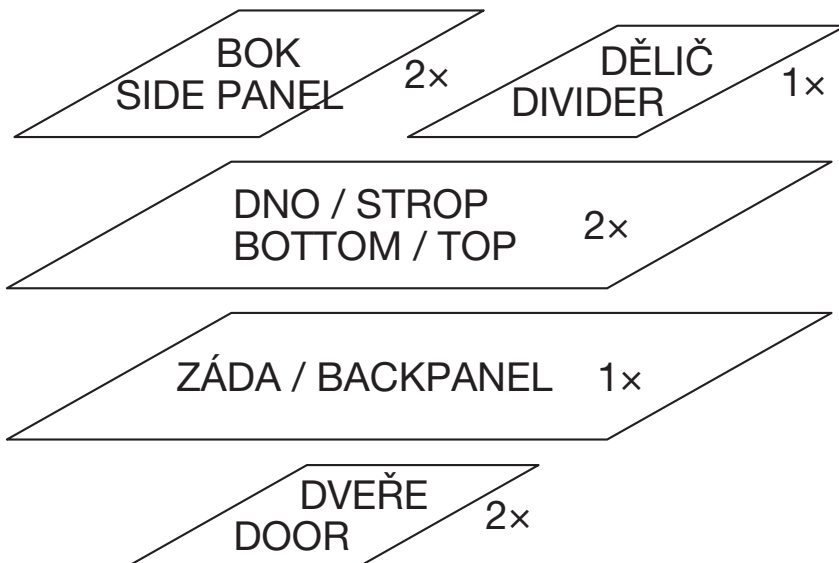 BOK
SIDE PANEL 2×
DĚLIČ
DIVIDER 1×
DNO / STROP
BOTTOM / TOP 2×
ZÁDA / BACKPANEL 1×
DVEŘE
DOOR 2×